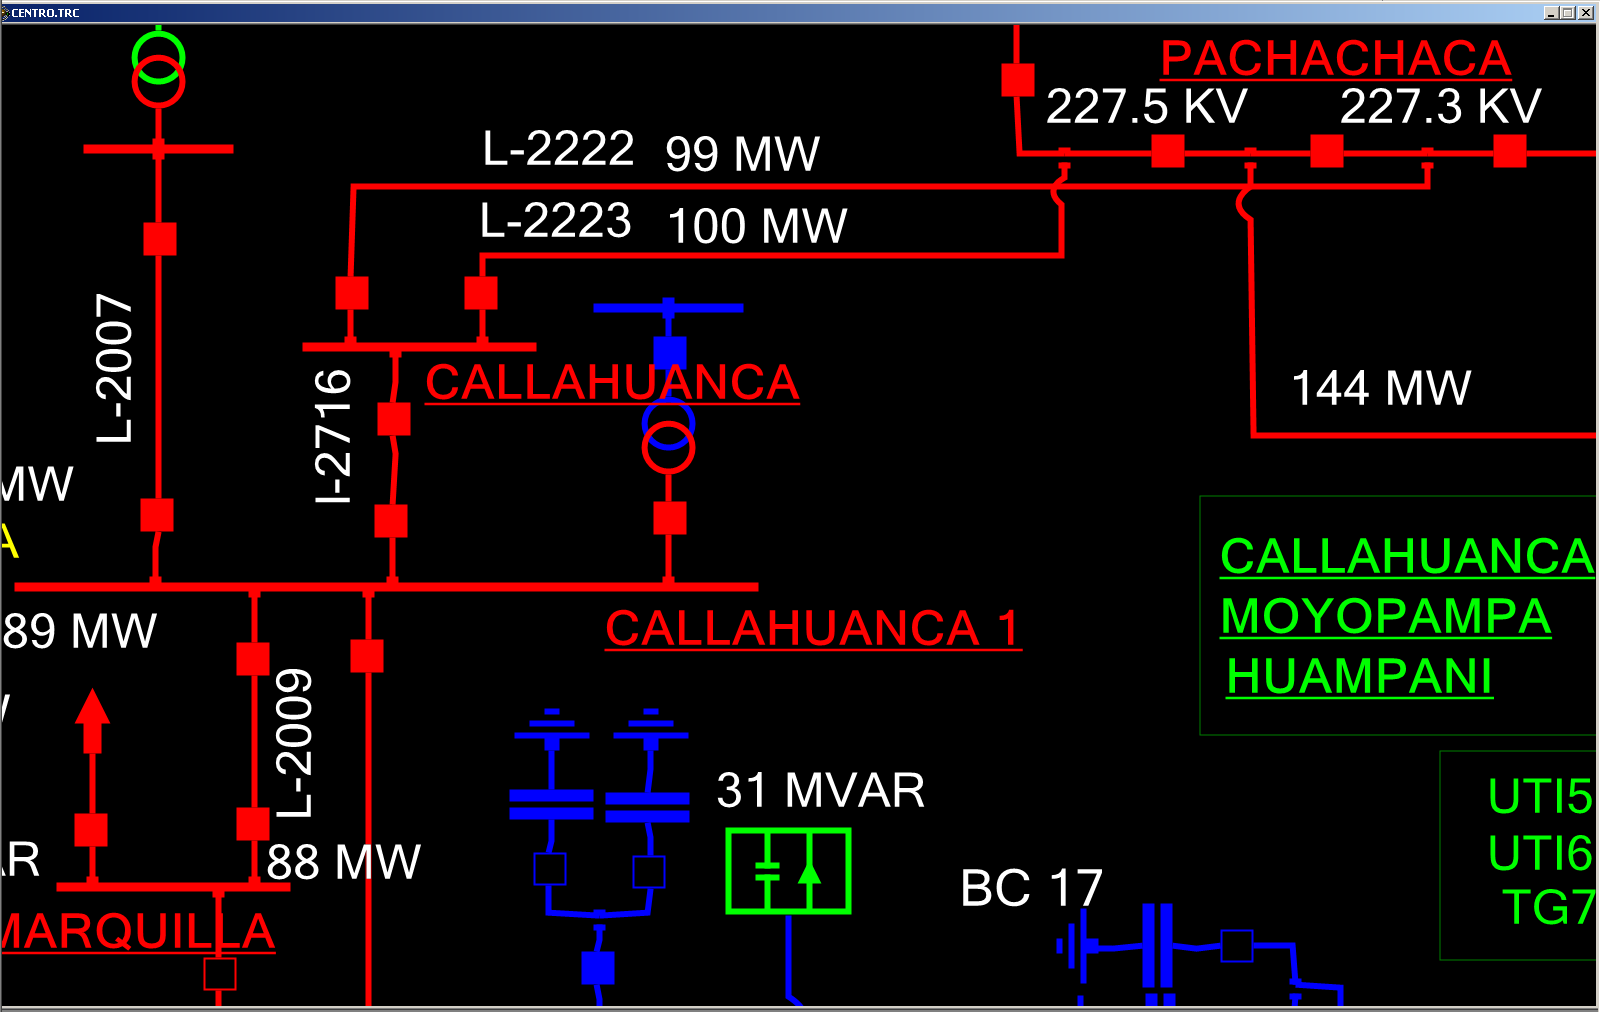 CENTRO.TRC
PACHACHACA
227.5 KV
227.3 KV
L-2222 99 MW
L-2223 100 MW
L-2007
I-2716
CALLAHUANCA
144 MW
MW
A
CALLAHUANCA
MOYOPAMPA
HUAMPANI
89 MW
CALLAHUANCA 1
L-2009
31 MVAR
UTI5
UTI6
TG7
AR
88 MW
BC 17
MARQUILLA